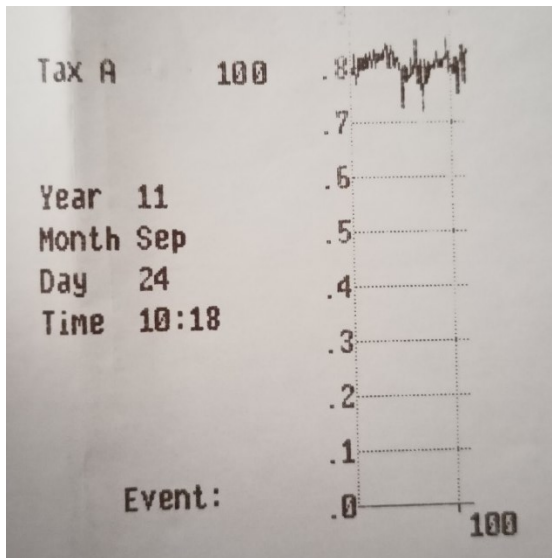 Tax A 100
.8
.7
Year 11
.6
Month Sep
.5
Day 24
.4
Time 10:18
.3
.2
.1
Event:
.0
100